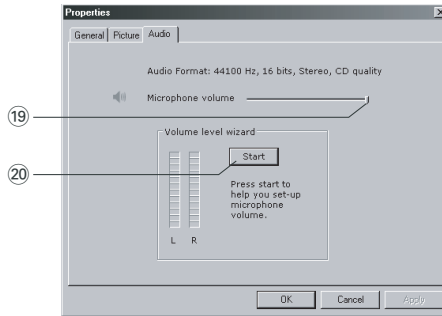 Properties
General Picture Audio
Audio Format: 44100 Hz, 16 bits, Stereo, CD quality
Microphone volume
19
Volume level wizard
Start
20
Press start to
help you set-up
microphone
volume.
L R
OK Cancel Apply